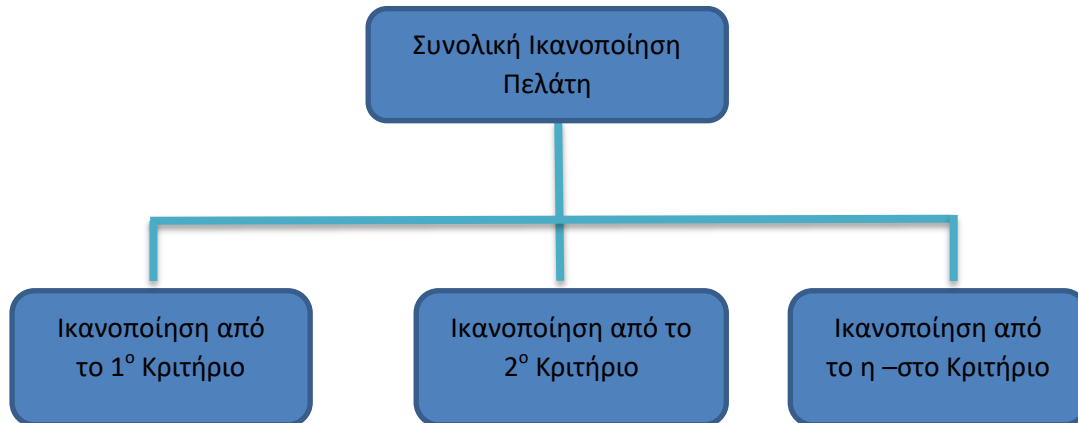 Συνολική Ικανοποίηση
Πελάτη
Ικανοποίηση από
το 1ο Κριτήριο
Ικανοποίηση από το
2ο Κριτήριο
Ικανοποίηση από
το η –στο Κριτήριο